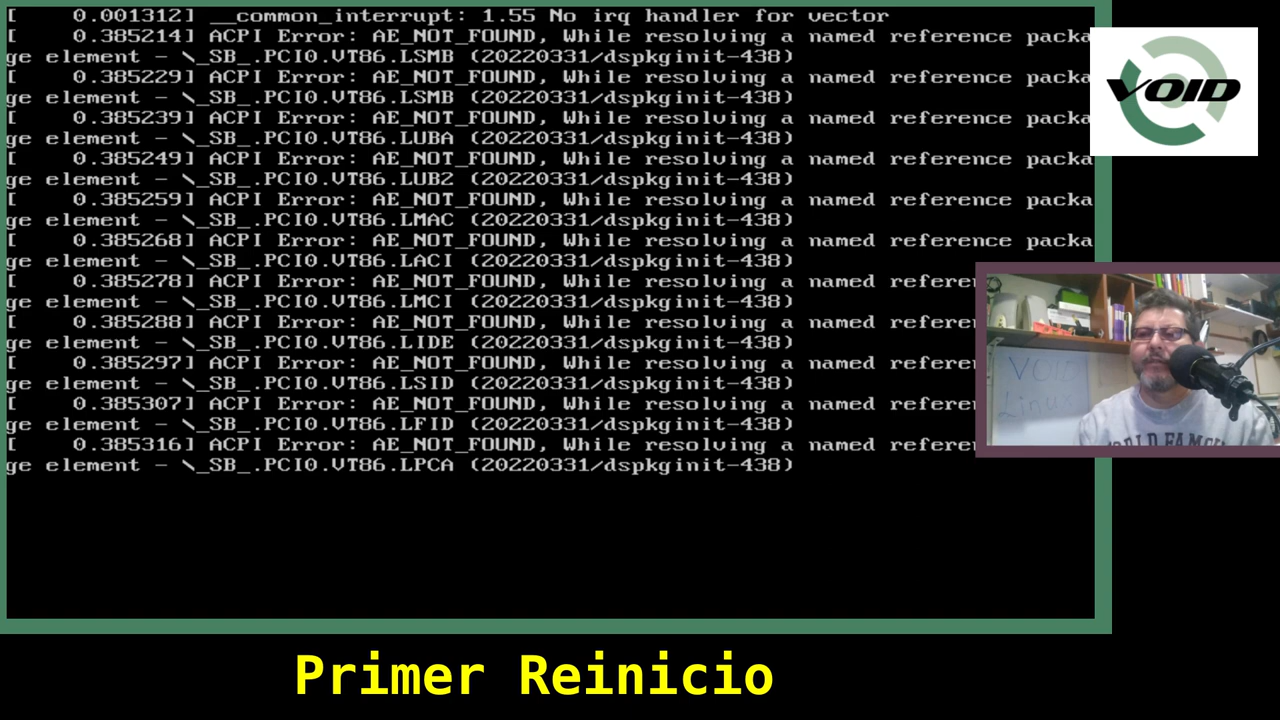 [    0.001312] __common_interrupt: 1.55 No irq handler for vector
[    0.385214] ACPI Error: AE_NOT_FOUND, While resolving a named reference packa
ge element - \_SB_.PCI0.VT86.LSMB (20220331/dspkginit-438)
[    0.385229] ACPI Error: AE_NOT_FOUND, While resolving a named reference packa
ge element - \_SB_.PCI0.VT86.LSMB (20220331/dspkginit-438)
[    0.385239] ACPI Error: AE_NOT_FOUND, While resolving a named reference packa
ge element - \_SB_.PCI0.VT86.LUBA (20220331/dspkginit-438)
[    0.385249] ACPI Error: AE_NOT_FOUND, While resolving a named reference packa
ge element - \_SB_.PCI0.VT86.LUB2 (20220331/dspkginit-438)
[    0.385259] ACPI Error: AE_NOT_FOUND, While resolving a named reference packa
ge element - \_SB_.PCI0.VT86.LMAC (20220331/dspkginit-438)
[    0.385268] ACPI Error: AE_NOT_FOUND, While resolving a named reference packa
ge element - \_SB_.PCI0.VT86.LACI (20220331/dspkginit-438)
[    0.385278] ACPI Error: AE_NOT_FOUND, While resolving a named referen
ge element - \_SB_.PCI0.VT86.LMCI (20220331/dspkginit-438)
[    0.385288] ACPI Error: AE_NOT_FOUND, While resolving a named referen
ge element - \_SB_.PCI0.VT86.LIDE (20220331/dspkginit-438)
[    0.385297] ACPI Error: AE_NOT_FOUND, While resolving a named referen
ge element - \_SB_.PCI0.VT86.LSID (20220331/dspkginit-438)
[    0.385307] ACPI Error: AE_NOT_FOUND, While resolving a named referen
ge element - \_SB_.PCI0.VT86.LFID (20220331/dspkginit-438)
[    0.385316] ACPI Error: AE_NOT_FOUND, While resolving a named referen
ge element - \_SB_.PCI0.VT86.LPCA (20220331/dspkginit-438)
VOID
VOID
Linux
WORLD FAMO
Primer Reinicio